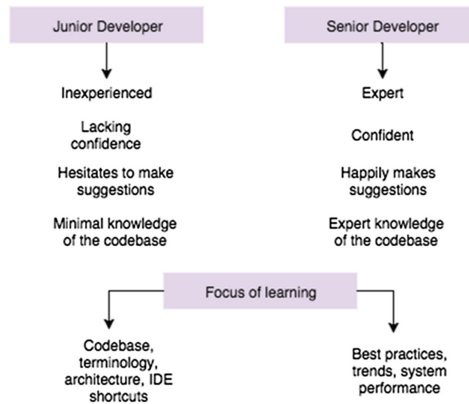 Junior Developer
Inexperienced
Lacking
confidence
Hesitates to make
suggestions
Minimal knowledge
of the codebase
Senior Developer
Expert
Confident
Happily makes
suggestions
Expert knowledge
of the codebase
Focus of learning
Codebase,
terminology,
architecture, IDE
shortcuts
Best practices,
trends, system
performance